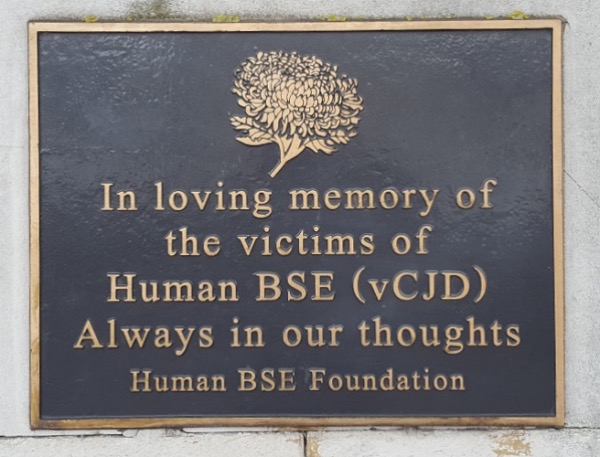 In loving memory of
the victims of
Human BSE (vCJD)
Always in our thoughts
Human BSE Foundation